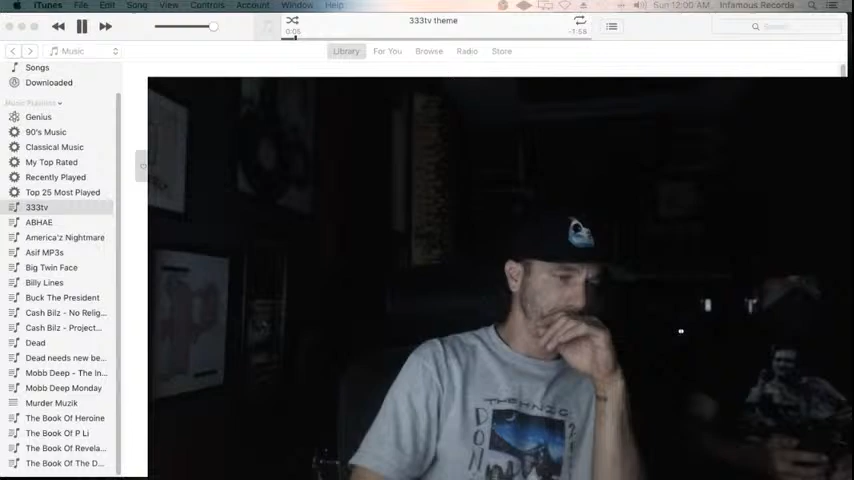 iTunes File Edit Song View Controls Account Window Help Sun 12:00 AM Infamous Records
333tv theme
0:05 -1:58
Search
Music Library For You Browse Radio Store
Songs
Downloaded
Music Playlists
Genius
90's Music
Classical Music
My Top Rated
Recently Played
Top 25 Most Played
333tv
ABHAE
America'z Nightmare
Asif MP3s
Big Twin Face
Billy Lines
Buck The President
Cash Bilz - No Relig...
Cash Bilz - Project...
Dead
Dead needs new be...
Mobb Deep - The In...
Mobb Deep Monday
Murder Muzik
The Book Of Heroine
The Book Of P Li
The Book Of Revela...
The Book Of The D...